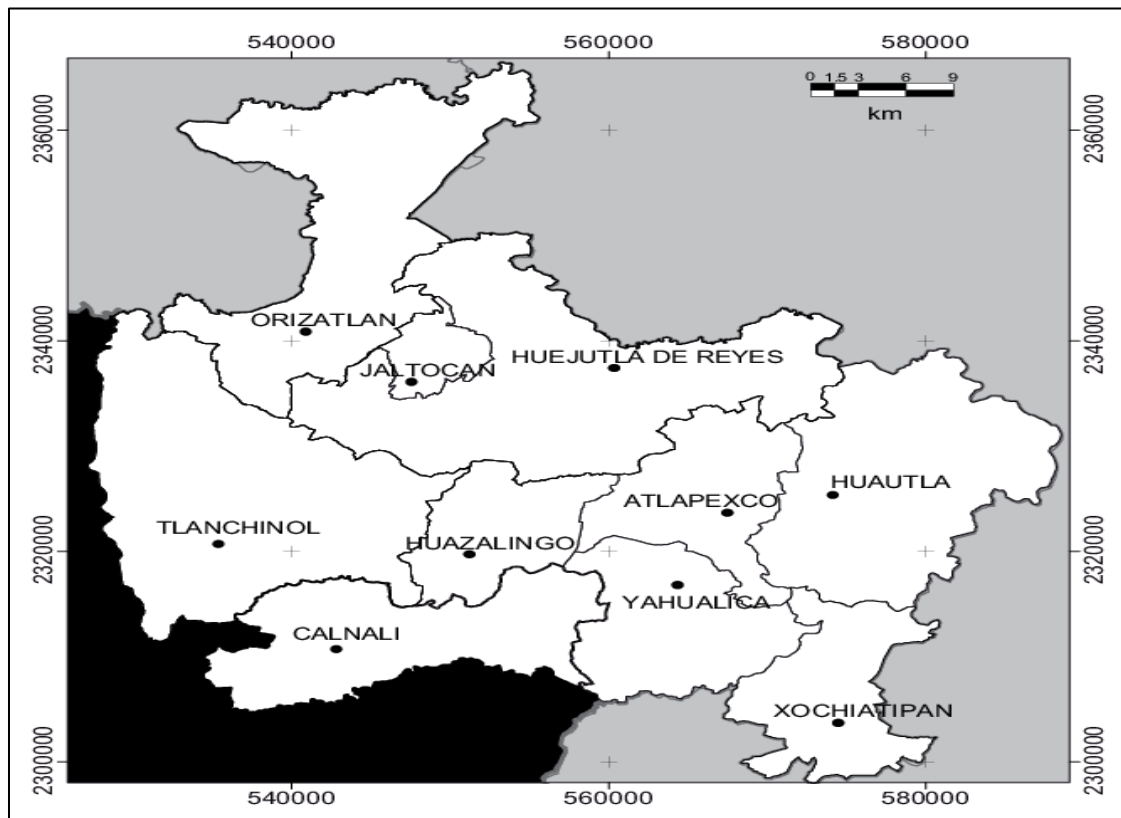 540000 560000 580000
0 1.5 3 6 9
km
2360000 2360000
ORIZATLAN
2340000 2340000
HUEJUTLA DE REYES
JALTOCAN
HUAUTLA
ATLAPEXCO
TLANCHINOL
HUAZALINGO
2320000 2320000
YAHUALICA
CALNALI
XOCHIATIPAN
2300000 2300000
540000 560000 580000